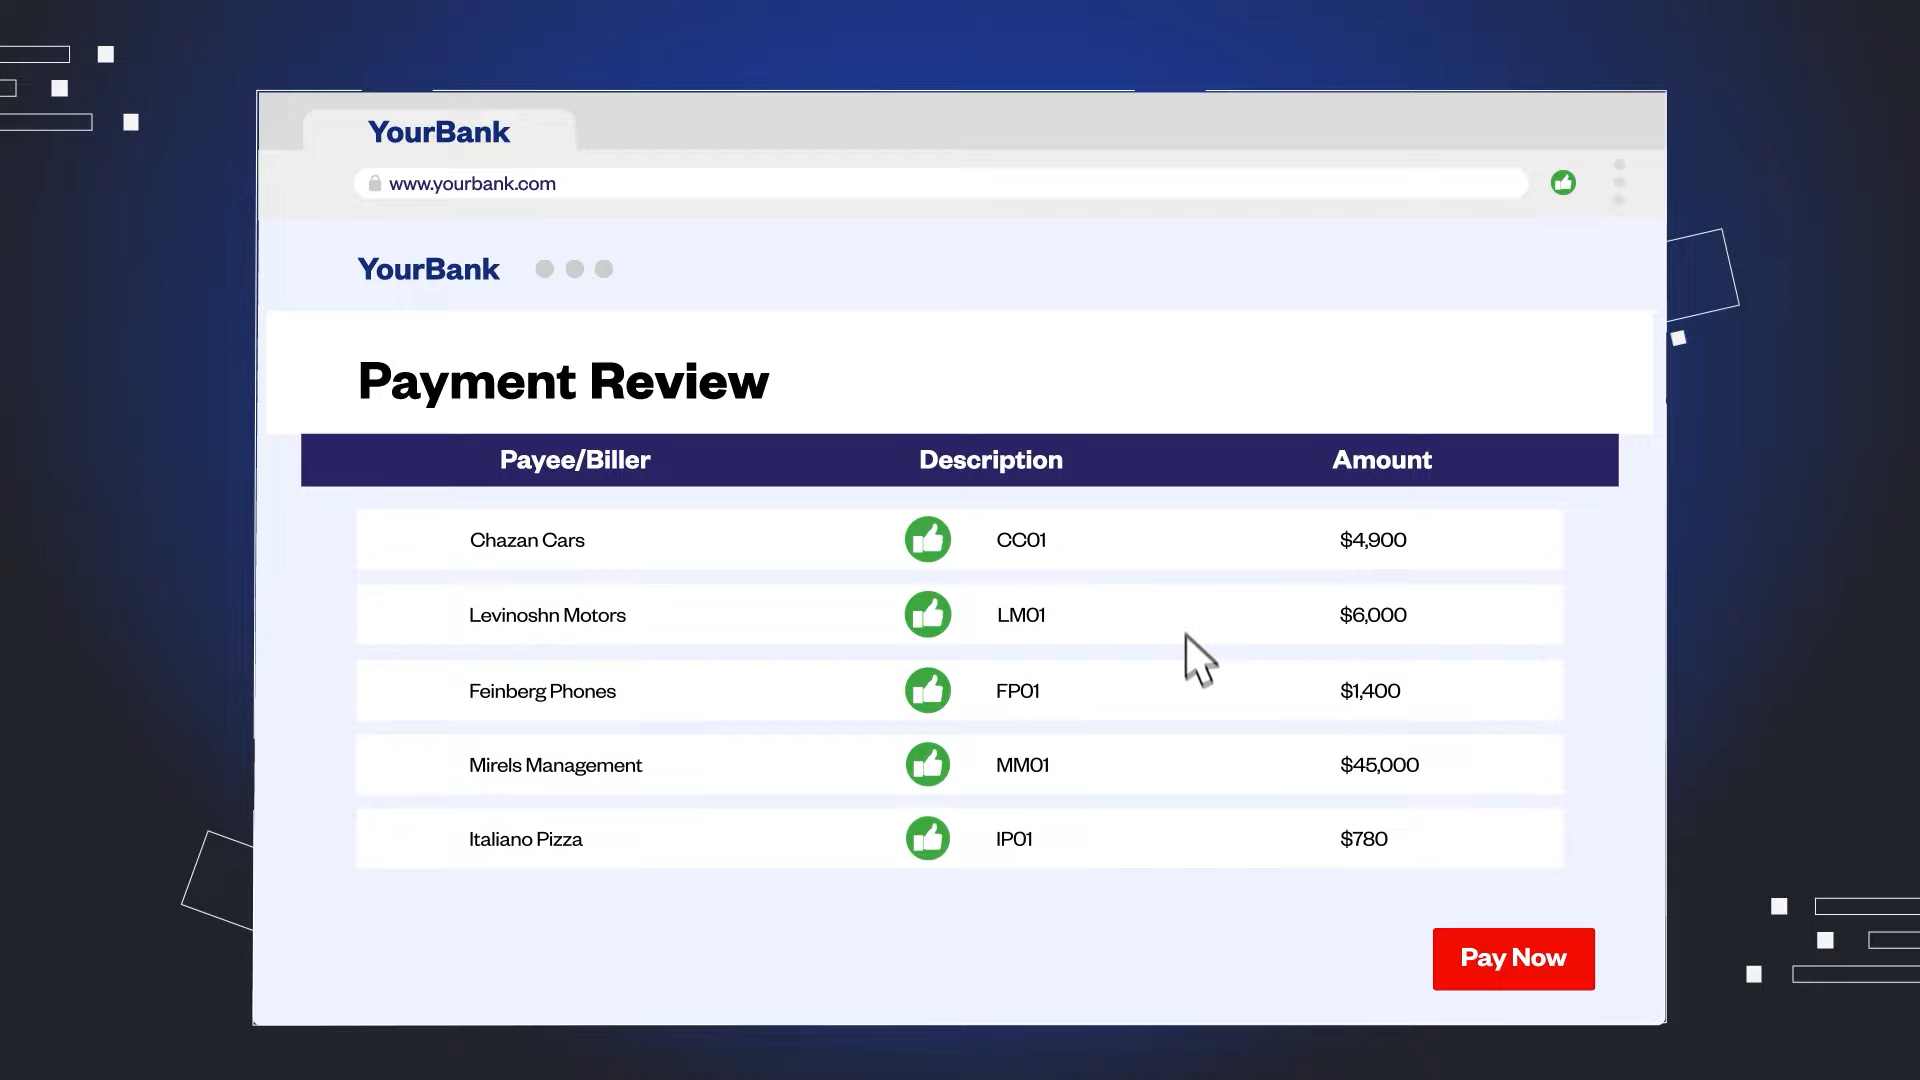 YourBank
www.yourbank.com
YourBank
Payment Review
Payee/Biller Description Amount
Chazan Cars CC01 $4,900
Levinoshn Motors LM01 $6,000
Feinberg Phones FP01 $1,400
Mirels Management MM01 $45,000
Italiano Pizza IP01 $780
Pay Now